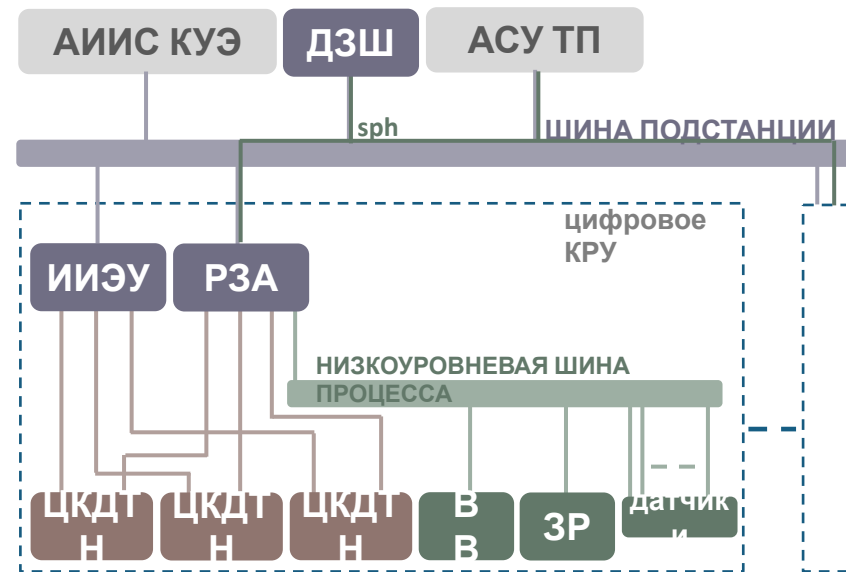 АИИС КУЭ
ДЗШ
АСУ ТП
sph
ШИНА ПОДСТАНЦИИ
цифровое
КРУ
ИИЭУ
РЗА
НИЗКОУРОВНЕВАЯ ШИНА
ПРОЦЕССА
ЦКДТ
Н
ЦКДТ
Н
ЦКДТ
Н
В
В
ЗР
датчик
и